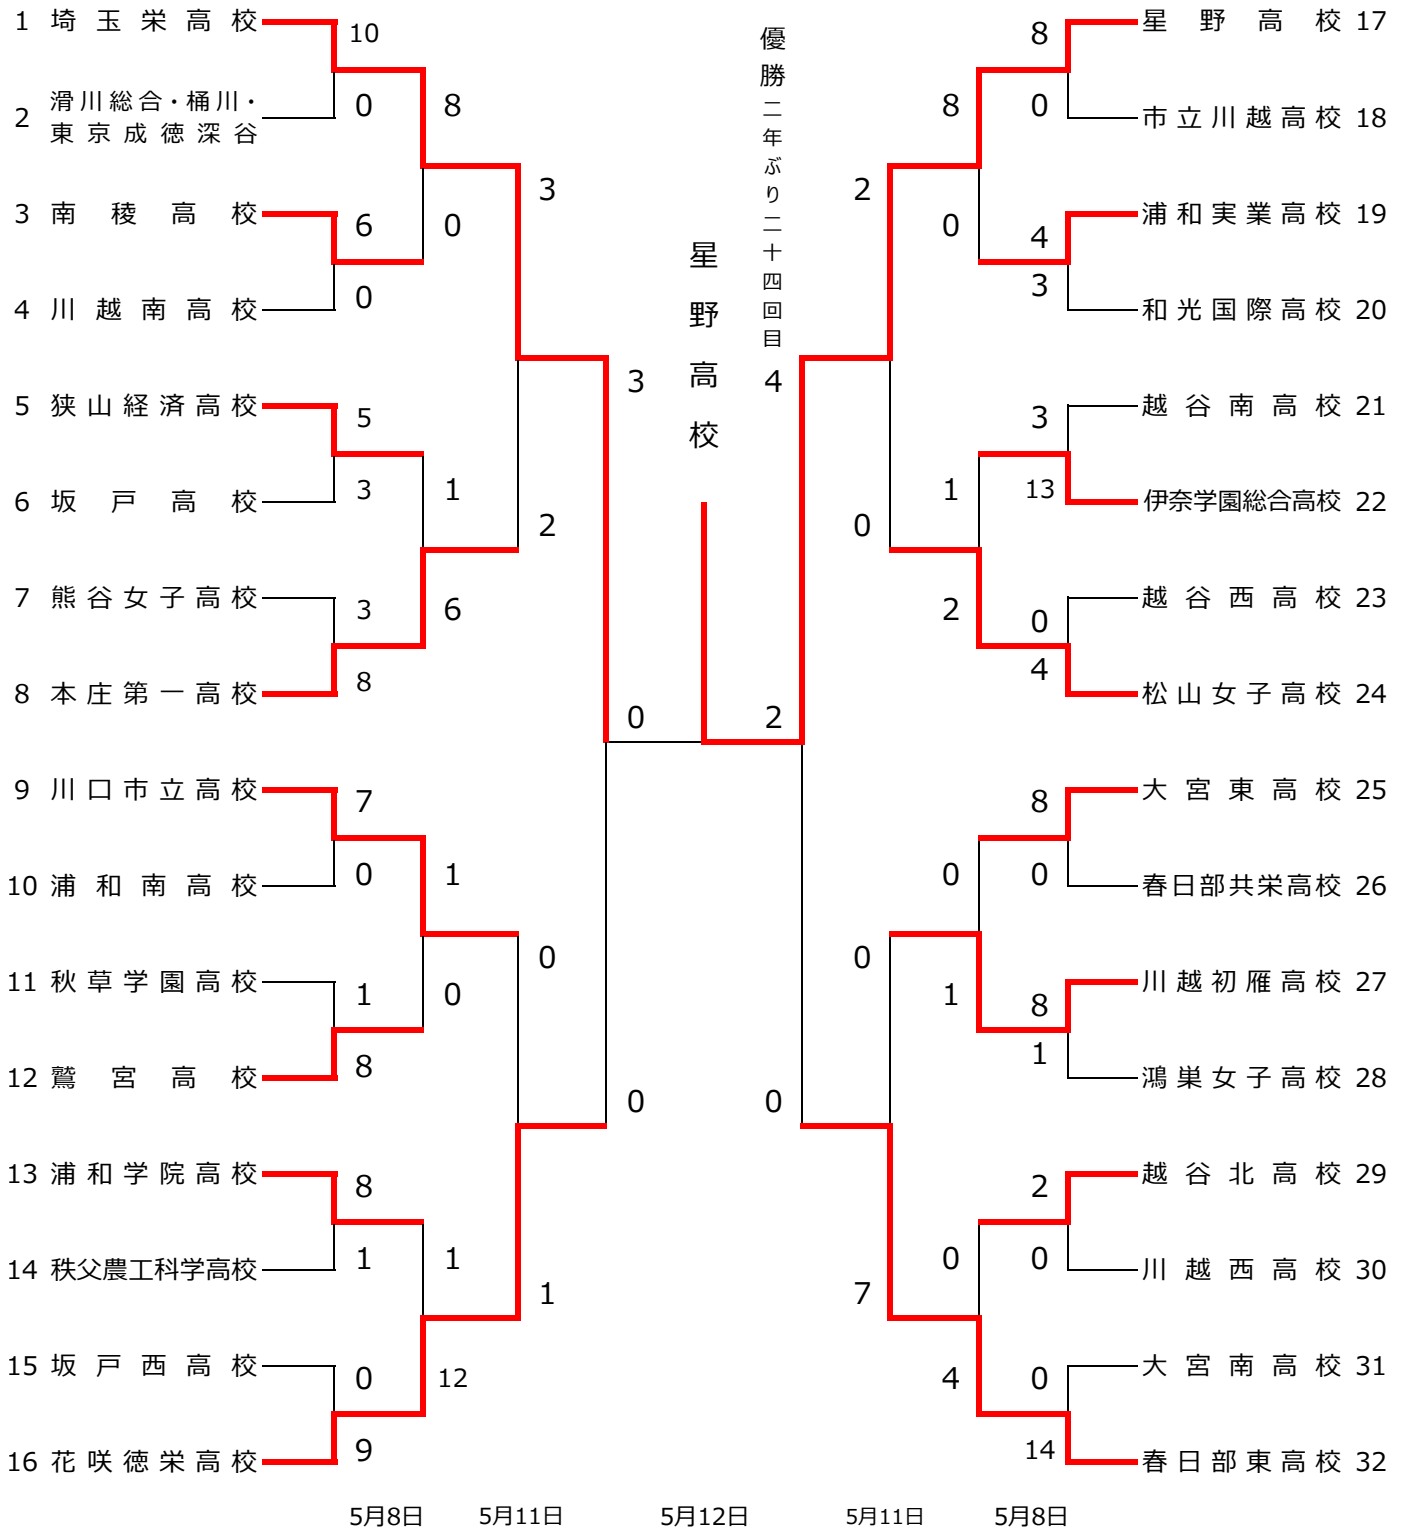 1 埼玉栄高校
2 滑川総合・桶川・
東京成徳深谷
3 南稜高校
4 川越南高校
5 狭山経済高校
6 坂戸高校
7 熊谷女子高校
8 本庄第一高校
9 川口市立高校
10 浦和南高校
11 秋草学園高校
12 鷲宮高校
13 浦和学院高校
14 秩父農工科学高校
15 坂戸西高校
16 花咲徳栄高校
10
0
6
0
5
3
3
8
7
0
1
8
8
1
0
9
8
0
1
6
1
0
1
12
3
2
0
1
3
0
0
星野高校
優勝二年ぶり二十四回目
4
2
0
2
0
0
7
8
0
1
2
0
1
0
4
8
0
4
3
3
13
0
4
8
0
8
1
2
0
0
14
星野高校 17
市立川越高校 18
浦和実業高校 19
和光国際高校 20
越谷南高校 21
伊奈学園総合高校 22
越谷西高校 23
松山女子高校 24
大宮東高校 25
春日部共栄高校 26
川越初雁高校 27
鴻巣女子高校 28
越谷北高校 29
川越西高校 30
大宮南高校 31
春日部東高校 32
5月8日 5月11日 5月12日 5月11日 5月8日